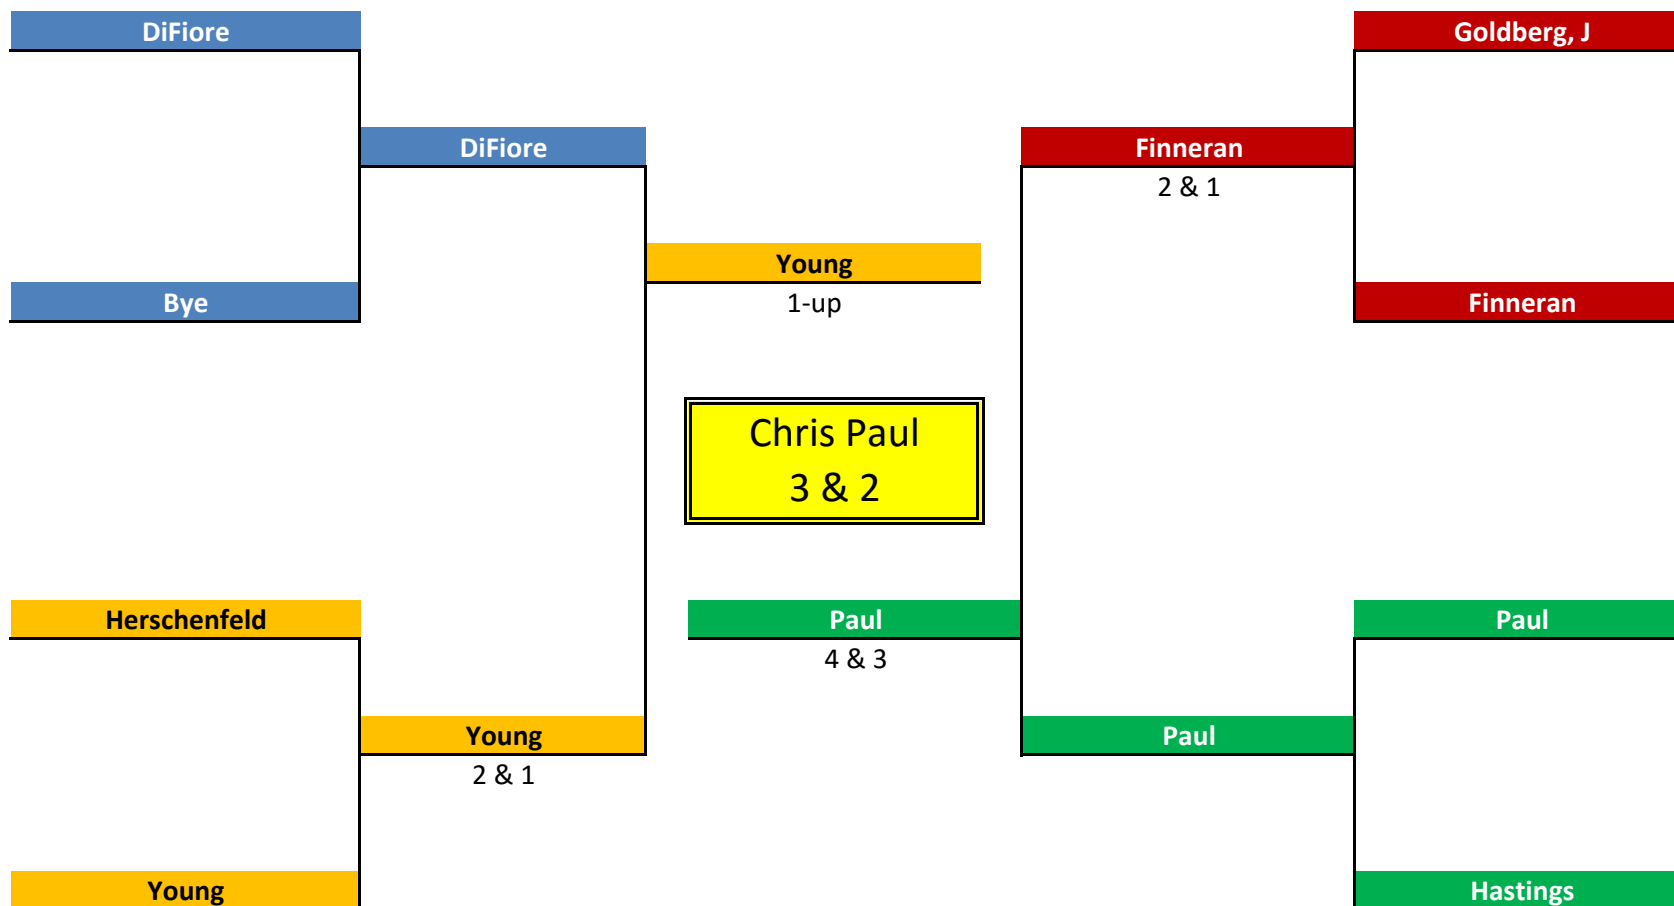 DiFiore
Goldberg, J
DiFiore
Finneran
2 & 1
Young
1-up
Bye
Finneran
Chris Paul
3 & 2
Herschenfeld
Paul
4 & 3
Paul
Young
2 & 1
Paul
Young
Hastings